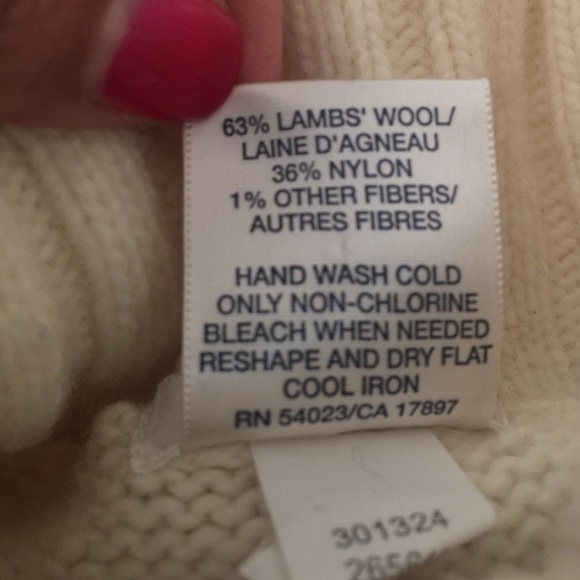 63% LAMBS' WOOL/
LAINE D'AGNEAU
36% NYLON
1% OTHER FIBERS/
AUTRES FIBRES
HAND WASH COLD
ONLY NON-CHLORINE
BLEACH WHEN NEEDED
RESHAPE AND DRY FLAT
COOL IRON
RN 54023/CA 17897
301324